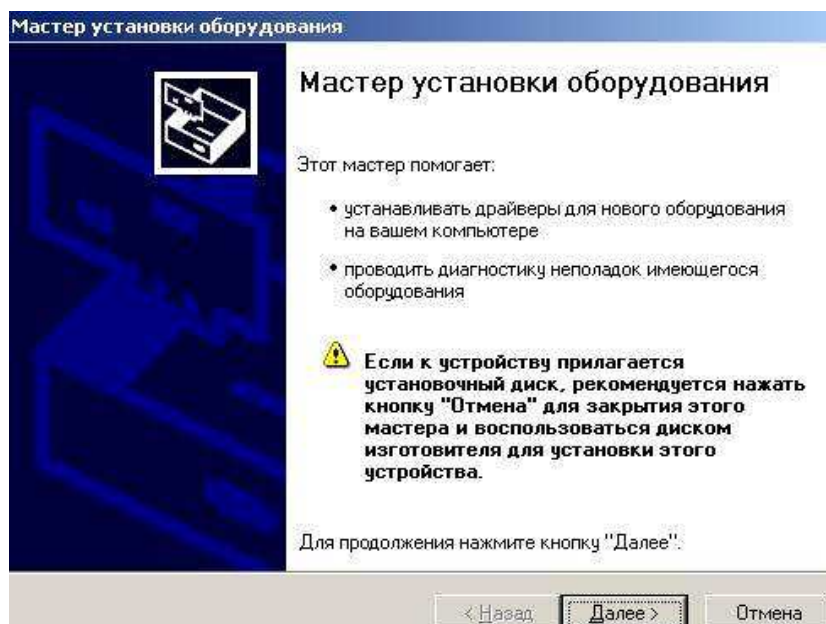 Мастер установки оборудования
Мастер установки оборудования
Этот мастер помогает:
• устанавливать драйверы для нового оборудования
на вашем компьютере
• проводить диагностику неполадок имеющегося
оборудования
Если к устройству прилагается
установочный диск, рекомендуется нажать
кнопку "Отмена" для закрытия этого
мастера и воспользоваться диском
изготовителя для установки этого
устройства.
Для продолжения нажмите кнопку "Далее".
< Назад Далее > Отмена